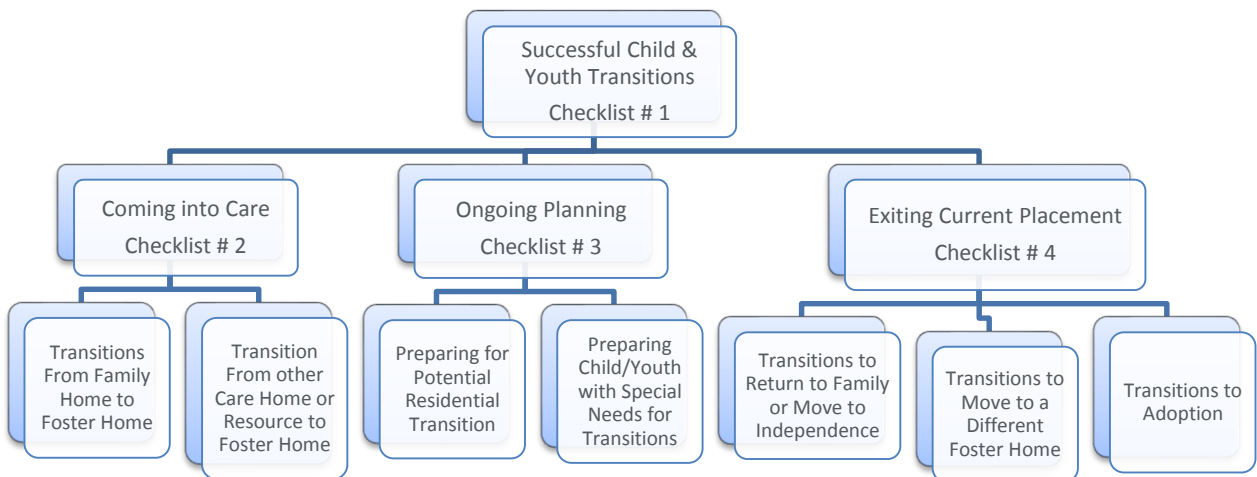 Successful Child &
Youth Transitions
Checklist # 1
Coming into Care
Checklist # 2
Ongoing Planning
Checklist # 3
Exiting Current Placement
Checklist # 4
Transitions
From Family
Home to
Foster Home
Transition
From other
Care Home or
Resource to
Foster Home
Preparing for
Potential
Residential
Transition
Preparing
Child/Youth
with Special
Needs for
Transitions
Transitions to
Return to Family
or Move to
Independence
Transitions to
Move to a
Different
Foster Home
Transitions to
Adoption